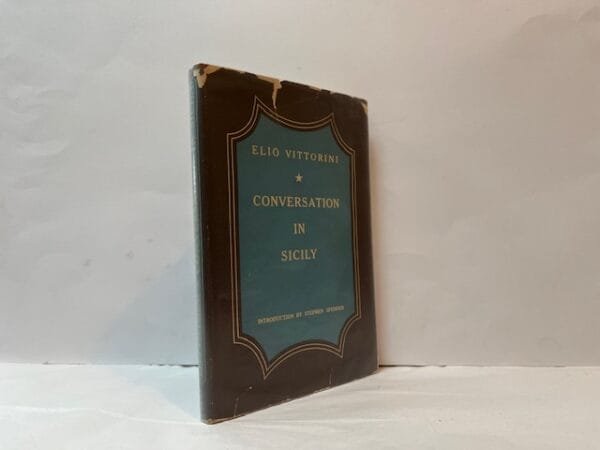 ELIO VITTORINI
CONVERSATION
IN
SICILY
INTRODUCTION BY STEPHEN SPENDER